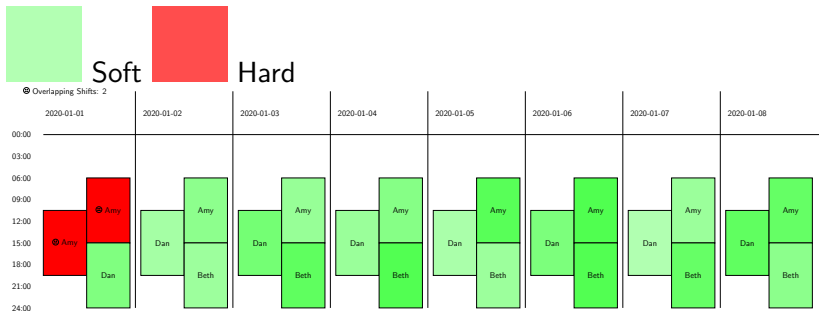 Soft Hard
☹ Overlapping Shifts: 2
2020-01-01 2020-01-02 2020-01-03 2020-01-04 2020-01-05 2020-01-06 2020-01-07 2020-01-08
00:00
03:00
06:00
09:00
☹ Amy Amy Amy Amy Amy Amy Amy Amy
12:00
15:00 ☹ Amy Dan Dan Dan Dan Dan Dan Dan
18:00
Dan Beth Beth Beth Beth Beth Beth Beth
21:00
24:00